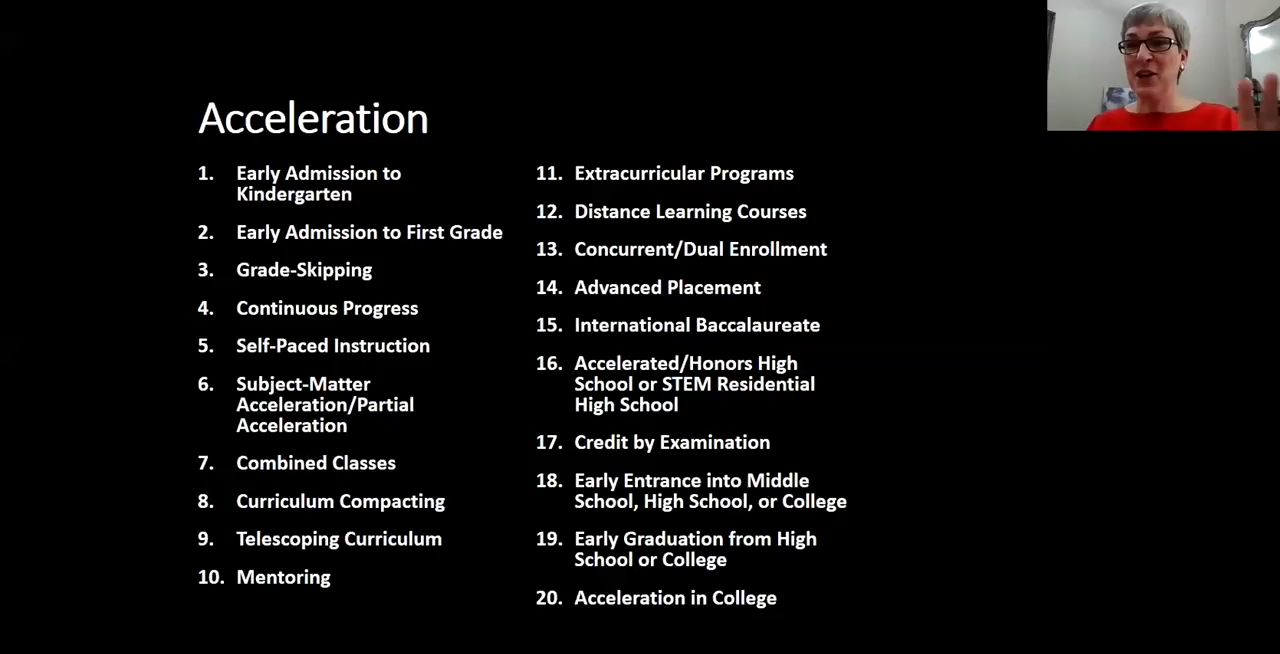 Acceleration
1. Early Admission to
Kindergarten
2. Early Admission to First Grade
3. Grade-Skipping
4. Continuous Progress
5. Self-Paced Instruction
6. Subject-Matter
Acceleration/Partial
Acceleration
7. Combined Classes
8. Curriculum Compacting
9. Telescoping Curriculum
10. Mentoring
11. Extracurricular Programs
12. Distance Learning Courses
13. Concurrent/Dual Enrollment
14. Advanced Placement
15. International Baccalaureate
16. Accelerated/Honors High
School or STEM Residential
High School
17. Credit by Examination
18. Early Entrance into Middle
School, High School, or College
19. Early Graduation from High
School or College
20. Acceleration in College